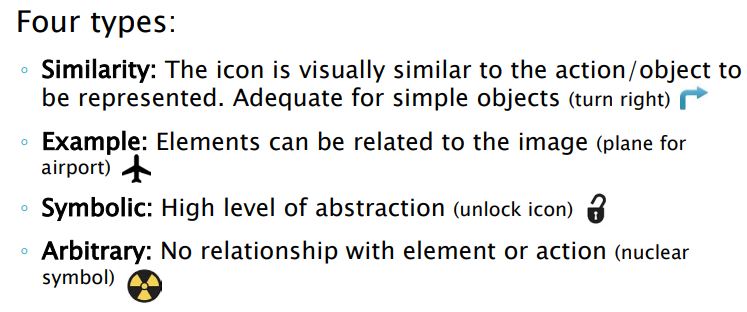 Four types:
◦ Similarity: The icon is visually similar to the action/object to
be represented. Adequate for simple objects (turn right)
◦ Example: Elements can be related to the image (plane for
airport)
◦ Symbolic: High level of abstraction (unlock icon)
◦ Arbitrary: No relationship with element or action (nuclear
symbol)